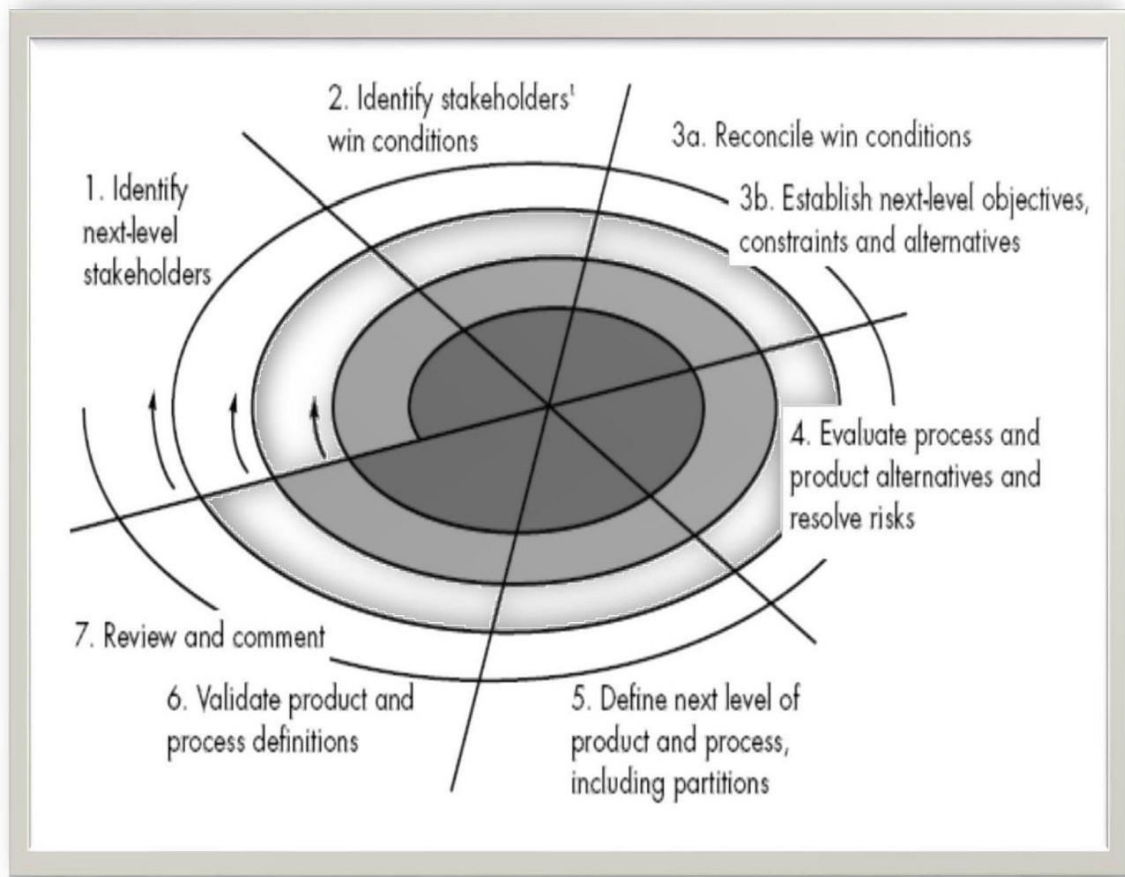 1. Identify
next-level
stakeholders
2. Identify stakeholders'
win conditions
3a. Reconcile win conditions
3b. Establish next-level objectives,
constraints and alternatives
4. Evaluate process and
product alternatives and
resolve risks
5. Define next level of
product and process,
including partitions
6. Validate product and
process definitions
7. Review and comment